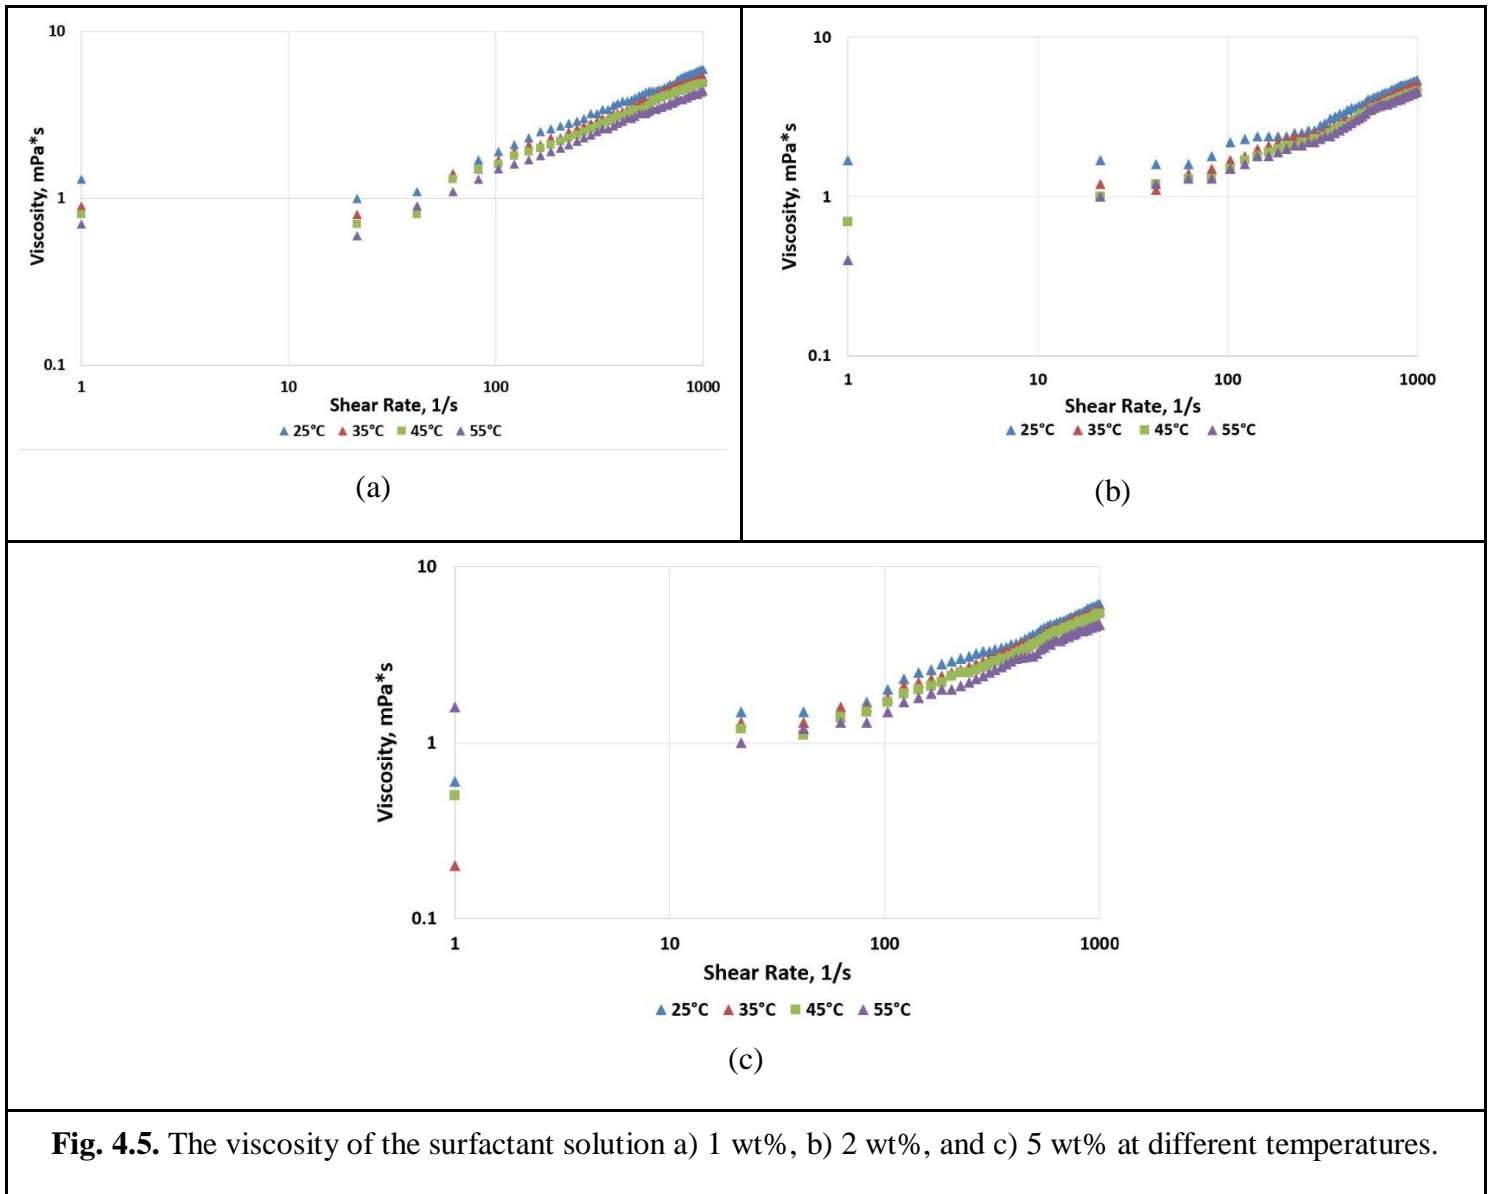 10
1
0.1
Viscosity, mPa*s
1 10 100 1000
Shear Rate, 1/s
25°C 35°C 45°C 55°C
(a)
10
1
0.1
Viscosity, mPa*s
1 10 100 1000
Shear Rate, 1/s
25°C 35°C 45°C 55°C
(b)
10
1
0.1
Viscosity, mPa*s
1 10 100 1000
Shear Rate, 1/s
25°C 35°C 45°C 55°C
(c)
Fig. 4.5. The viscosity of the surfactant solution a) 1 wt%, b) 2 wt%, and c) 5 wt% at different temperatures.